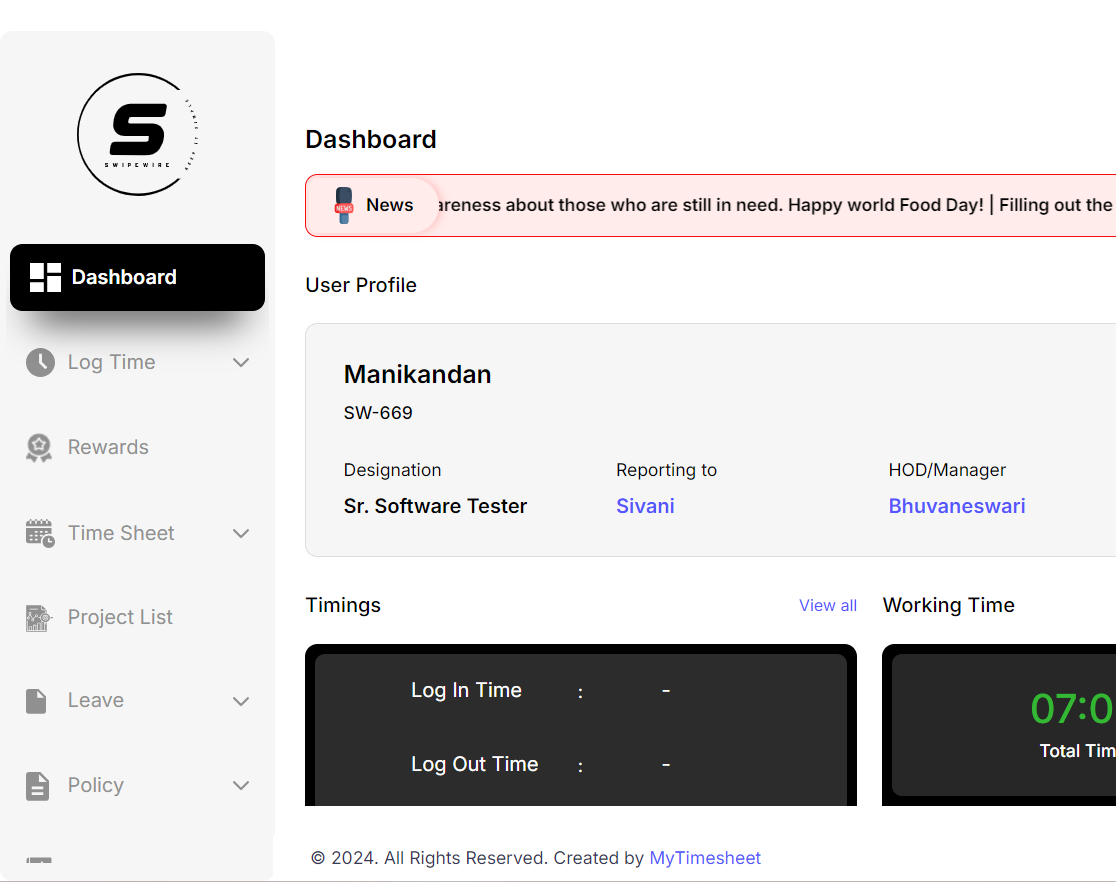 SWIPEWIRE
Dashboard
Log Time
Rewards
Time Sheet
Project List
Leave
Policy
Dashboard
NEWS
News
areness about those who are still in need. Happy world Food Day! | Filling out the
User Profile
Manikandan
SW-669
Designation
Reporting to
HOD/Manager
Sr. Software Tester
Sivani
Bhuvaneswari
Timings
View all
Log In Time : -
Log Out Time : -
Working Time
07:0
Total Tim
© 2024. All Rights Reserved. Created by MyTimesheet